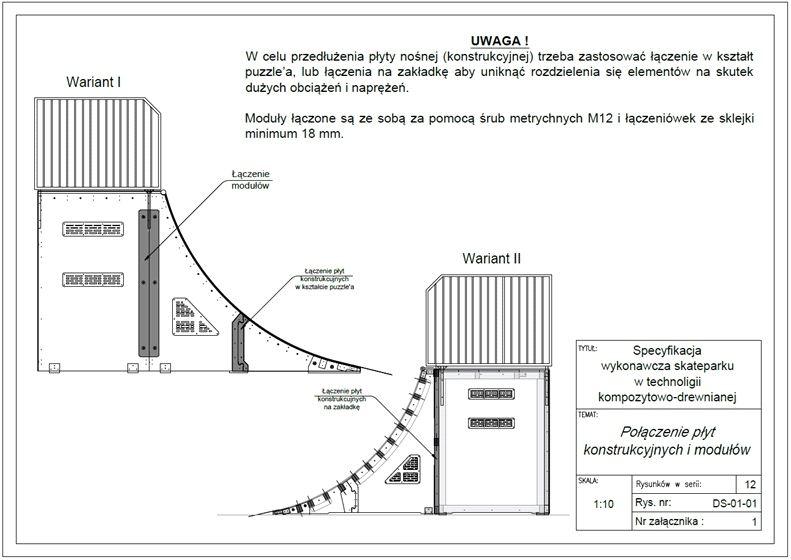 UWAGA !
W celu przedłużenia płyty nośnej (konstrukcyjnej) trzeba zastosować łączenie w kształt
puzzle'a, lub łączenia na zakładkę aby uniknąć rozdzielenia się elementów na skutek
dużych obciążeń i naprężeń.
Moduły łączone są ze sobą za pomocą śrub metrychnych M12 i łączeniówek ze sklejki
minimum 18 mm.
Wariant I
Łączenie
modułów
Łączenie płyt
konstrukcyjnych
w kształcie puzzle'a
Wariant II
Łączenie płyt
konstrukcyjnych
na zakładkę
TYTUŁ:
Specyfikacja
wykonawcza skateparku
w technoligii
kompozytowo-drewnianej
TEMAT:
Połączenie płyt
konstrukcyjnych i modułów
SKALA:
1:10
Rysunków w serii: 12
Rys. nr: DS-01-01
Nr załącznika : 1